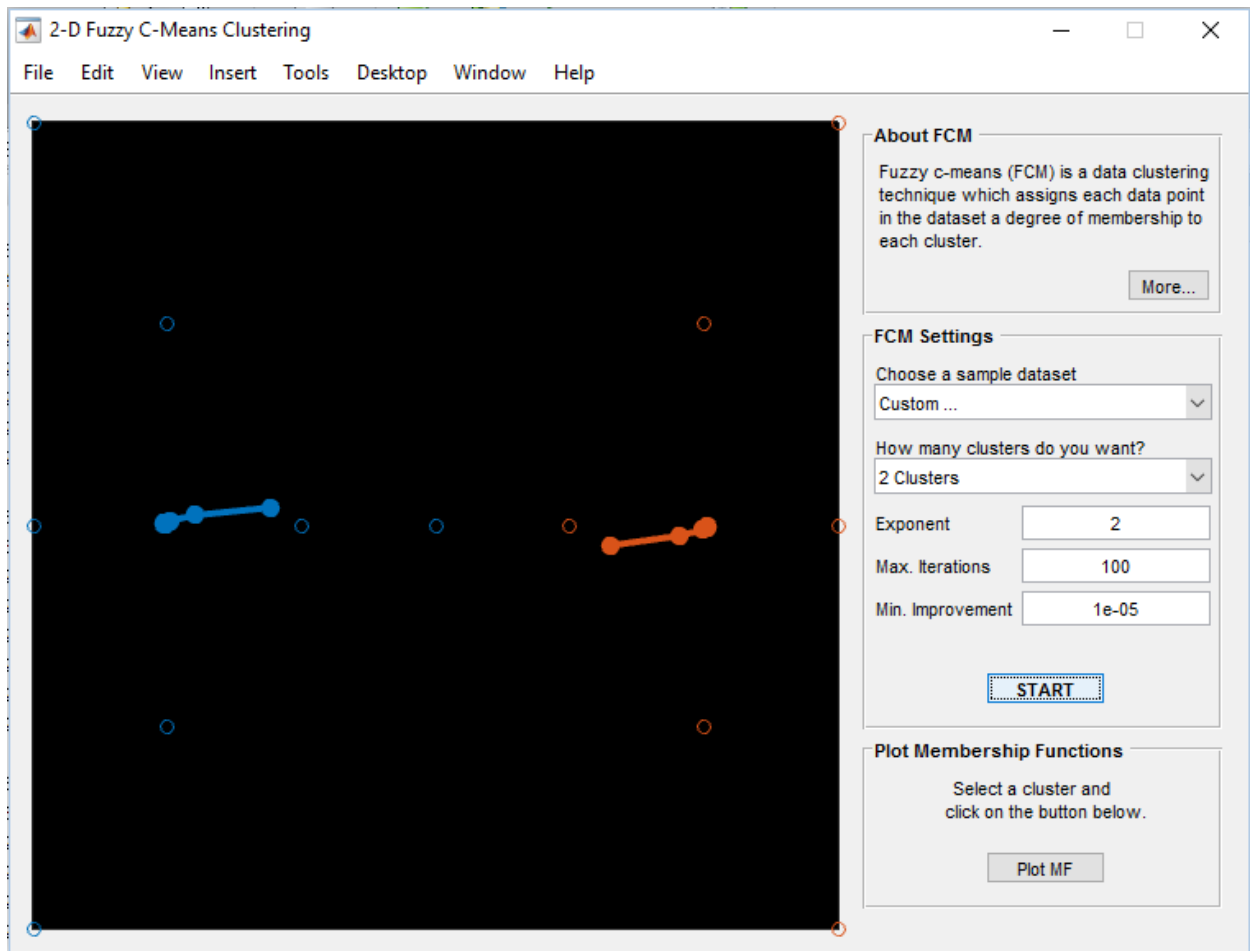 2-D Fuzzy C-Means Clustering
File Edit View Insert Tools Desktop Window Help
About FCM
Fuzzy c-means (FCM) is a data clustering
technique which assigns each data point
in the dataset a degree of membership to
each cluster.
More...
FCM Settings
Choose a sample dataset
Custom ...
How many clusters do you want?
2 Clusters
Exponent 2
Max. Iterations 100
Min. Improvement 1e-05
START
Plot Membership Functions
Select a cluster and
click on the button below.
Plot MF